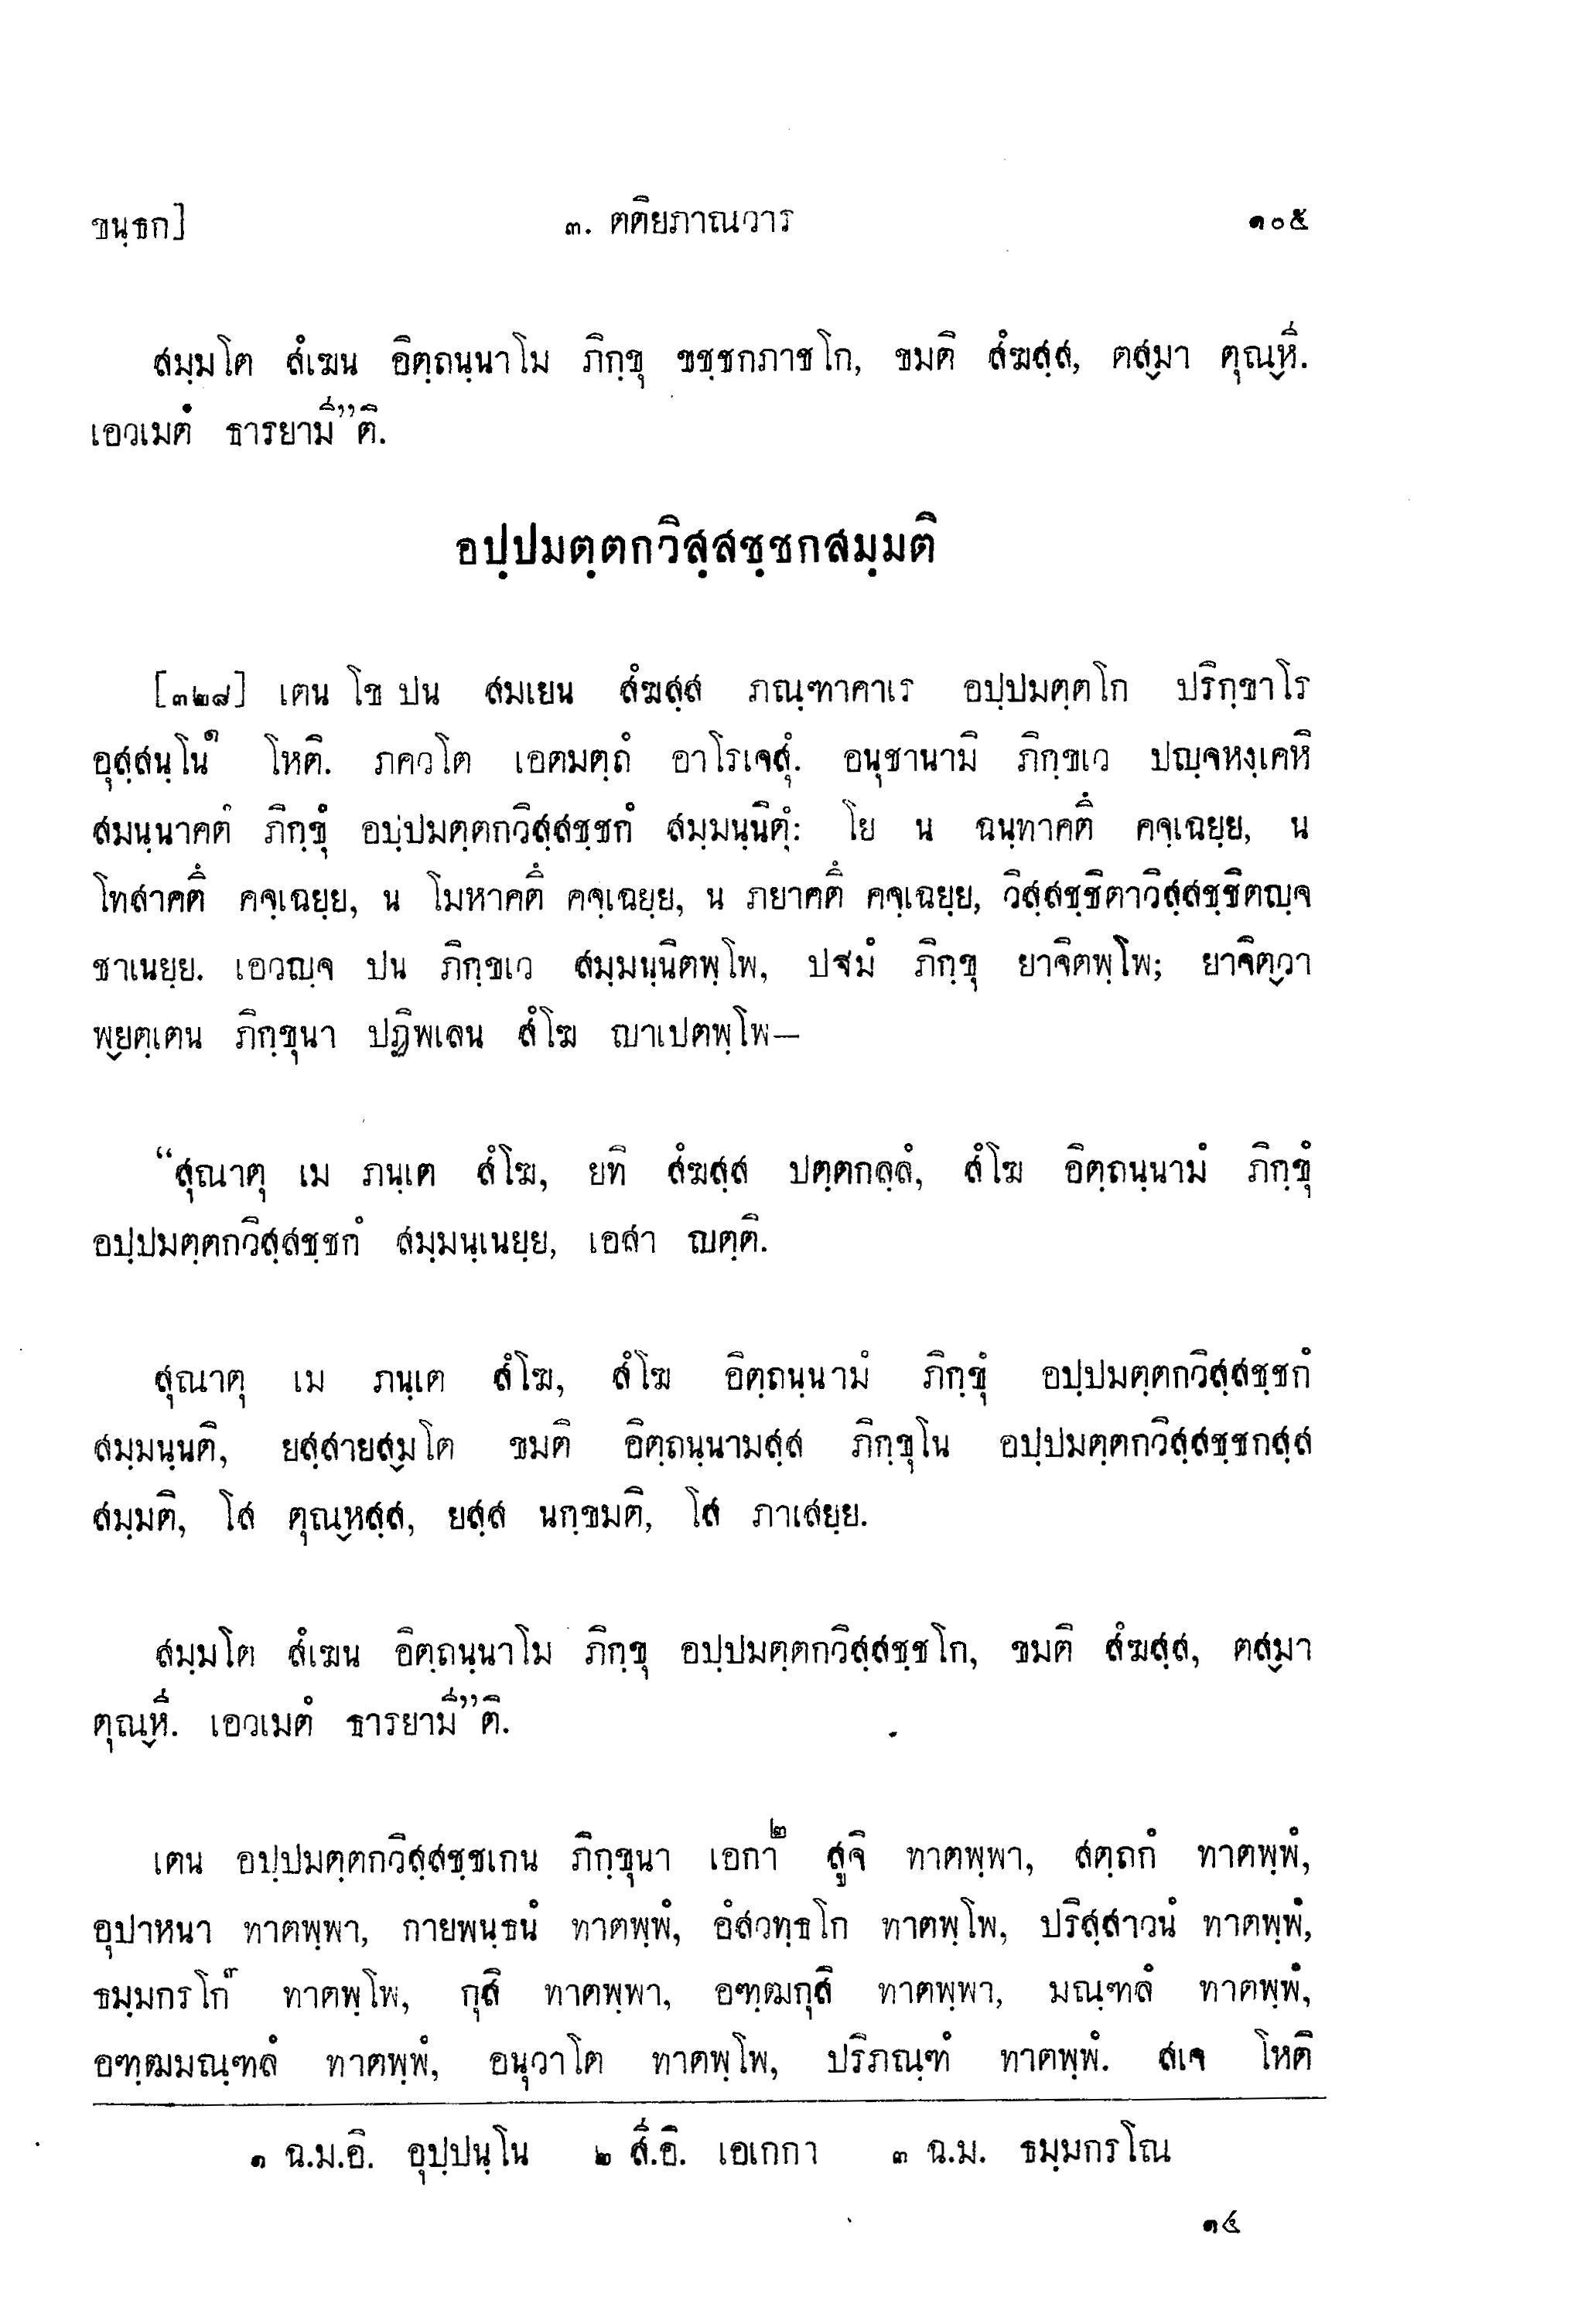 ขนฺธก]
๓. ตติยภาณวาร
๑๐๕
สมฺมโต สํเฆน อิตฺถนฺนาโม ภิกฺขุ ขชฺชกภาชโก, ขมติ สํฆสฺส, ตสฺมา ตุณฺหี.
เอวเมตํ ธารยามี”ติ.
อปฺปมตฺตกวิสฺสชฺชกสมฺมติ
[๓๒๘] เตน โข ปน สมเยน สํฆสฺส ภณฺฑาคาเร อปฺปมตฺตโก ปริกฺขาโร
อุสฺสนฺโน๑ โหติ. ภควโต เอตมตฺถํ อาโรเจสุํ. อนุชานามิ ภิกฺขเว ปญฺจหงฺเคหิ
สมนฺนาคตํ ภิกฺขุํ อปฺปมตฺตกวิสฺสชฺชกํ สมฺมนฺนิตุํ: โย น ฉนฺทาคตึ คจฺเฉยฺย, น
โทสาคตึ คจฺเฉยฺย, น โมหาคตึ คจฺเฉยฺย, น ภยาคตึ คจฺเฉยฺย, วิสฺสชฺชิตาวิสฺสชฺชิตญฺจ
ชาเนยฺย. เอวญฺจ ปน ภิกฺขเว สมฺมนฺนิตพฺโพ, ปฐมํ ภิกฺขุ ยาจิตพฺโพ; ยาจิตฺวา
พฺยตฺเตน ภิกฺขุนา ปฏิพเลน สํโฆ ญาเปตพฺโพ—
“สุณาตุ เม ภนฺเต สํโฆ, ยทิ สํฆสฺส ปตฺตกลฺลํ, สํโฆ อิตฺถนฺนามํ ภิกฺขุํ
อปฺปมตฺตกวิสฺสชฺชกํ สมฺมนฺเนยฺย, เอสา ญตฺติ.
สุณาตุ เม ภนฺเต สํโฆ, สํโฆ อิตฺถนฺนามํ ภิกฺขุํ อปฺปมตฺตกวิสฺสชฺชกํ
สมฺมนฺนติ, ยสฺสายสฺมโต ขมติ อิตฺถนฺนามสฺส ภิกฺขุโน อปฺปมตฺตกวิสฺสชฺชกสฺส
สมฺมติ, โส ตุณฺหสฺส, ยสฺส นกฺขมติ, โส ภาเสยฺย.
สมฺมโต สํเฆน อิตฺถนฺนาโม ภิกฺขุ อปฺปมตฺตกวิสฺสชฺชโก, ขมติ สํฆสฺส, ตสฺมา
ตุณฺหี. เอวเมตํ ธารยามี”ติ.
เตน อปฺปมตฺตกวิสฺสชฺชเกน ภิกฺขุนา เอกา๒ สูจิ ทาตพฺพา, สตฺถกํ ทาตพฺพํ,
อุปาหนา ทาตพฺพา, กายพนฺธนํ ทาตพฺพํ, อํสวทฺธโก ทาตพฺโพ, ปริสฺสาวนํ ทาตพฺพํ,
ธมฺมกรโก๓ ทาตพฺโพ, กุสิ ทาตพฺพา, อฑฺฒกุสิ ทาตพฺพา, มณฺฑลํ ทาตพฺพํ,
อฑฺฒมณฺฑลํ ทาตพฺพํ, อนุวาโต ทาตพฺโพ, ปริภณฺฑํ ทาตพฺพํ. สเจ โหติ
๑ ฉ.ม.อิ. อุปฺปนฺโน ๒ สี.อิ. เอเกกา ๓ ฉ.ม. ธมฺมกรโณ
๑๔